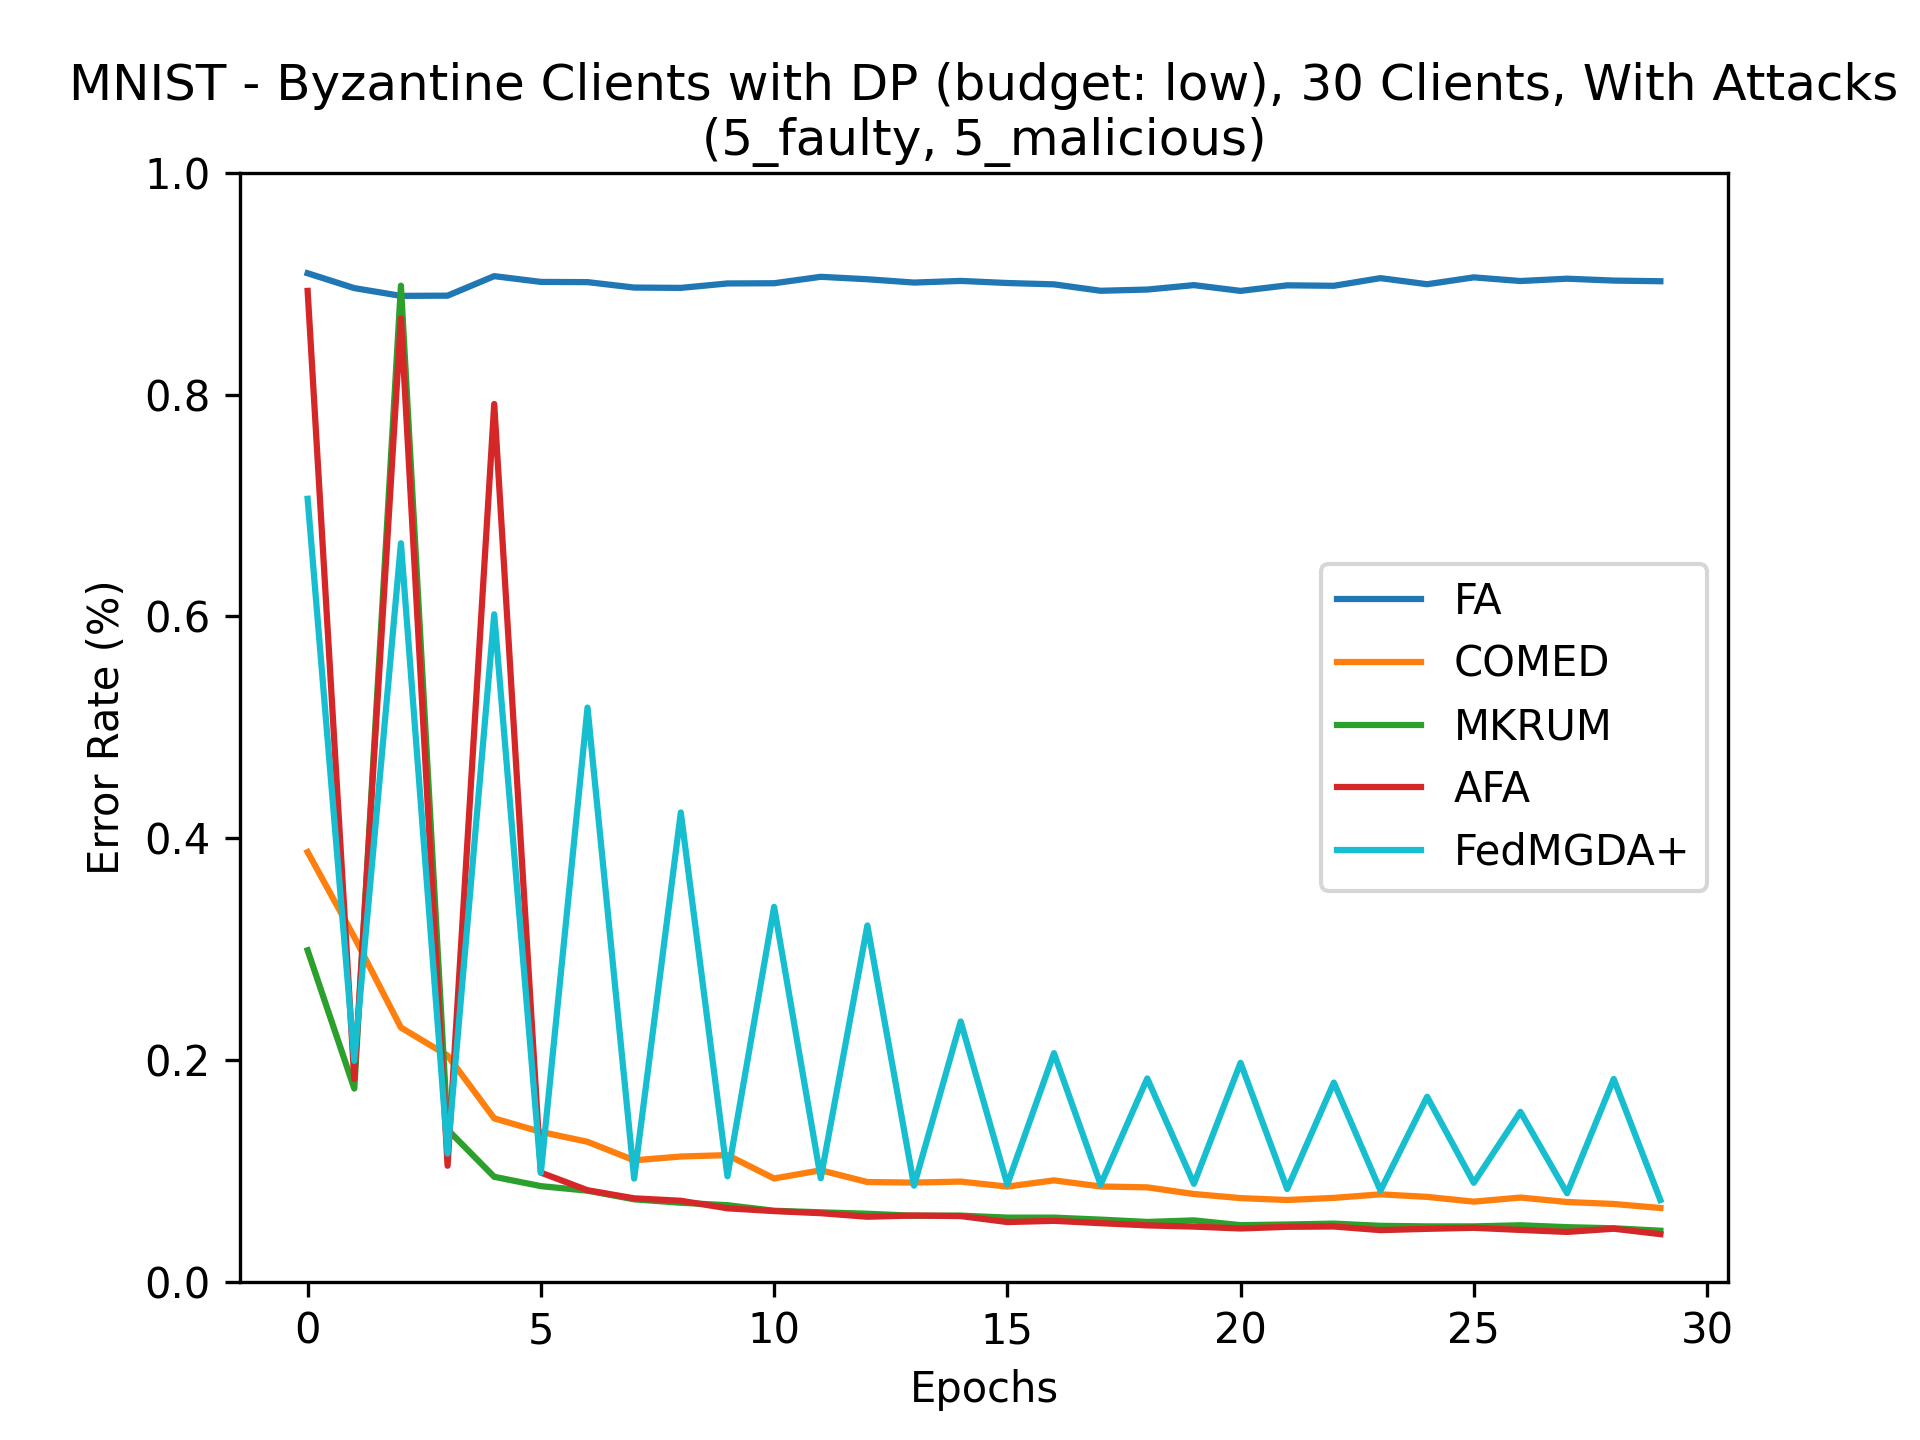 MNIST - Byzantine Clients with DP (budget: low), 30 Clients, With Attacks
(5_faulty, 5_malicious)
1.0
0.8
0.6
0.4
0.2
0.0
Error Rate (%)
FA
COMED
MKRUM
AFA
FedMGDA+
0 5 10 15 20 25 30
Epochs